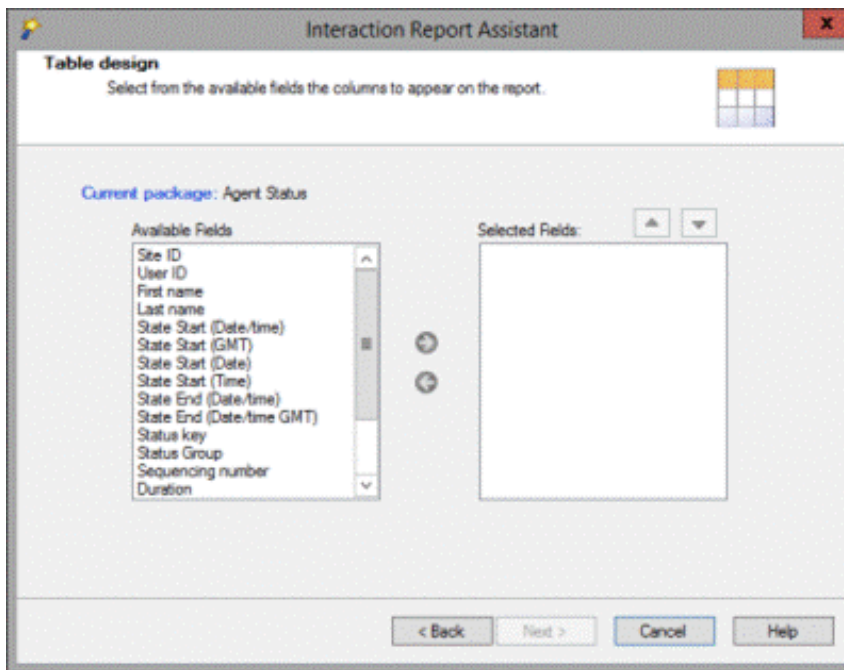 Interaction Report Assistant
x
Table design
Select from the available fields the columns to appear on the report.
Current package: Agent Status
Available Fields
Selected Fields:
Site ID
User ID
First name
Last name
State Start (Date/time)
State Start (GMT)
State Start (Date)
State Start (Time)
State End (Date/time)
State End (Date/time GMT)
Status key
Status Group
Sequencing number
Duration
< Back
Next >
Cancel
Help